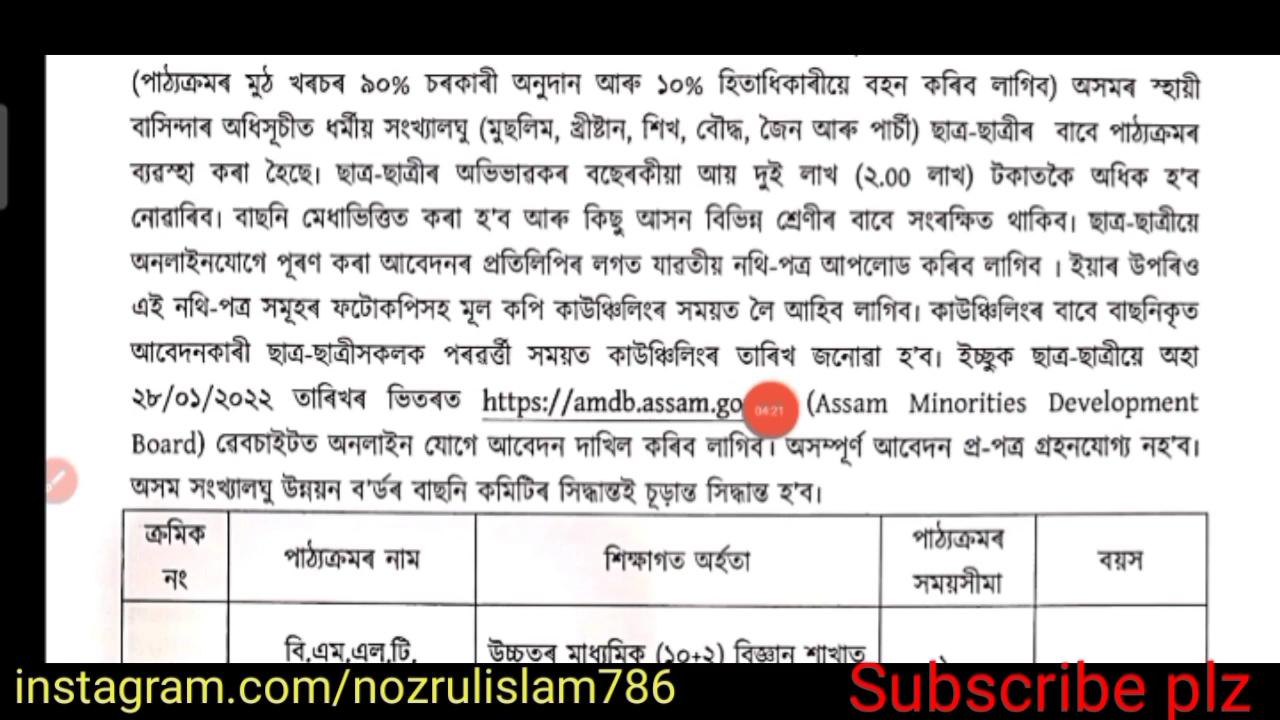 (পাঠ্যক্ৰমৰ মুঠ খৰচৰ ৯০% চৰকাৰী অনুদান আৰু ১০% হিতাধিকাৰীয়ে বহন কৰিব লাগিব) অসমৰ স্থায়ী
বাসিন্দাৰ অধিসূচীত ধৰ্মীয় সংখ্যালঘু (মুছলিম, খ্ৰীষ্টান, শিখ, বৌদ্ধ, জৈন আৰু পাৰ্চী) ছাত্ৰ-ছাত্ৰীৰ বাবে পাঠ্যক্ৰমৰ
ব্যৱস্থা কৰা হৈছে। ছাত্ৰ-ছাত্ৰীৰ অভিভাৱকৰ বছেৰকীয়া আয় দুই লাখ (২.00 লাখ) টকাতকৈ অধিক হ'ব
নোৱাৰিব। বাছনি মেধাভিত্তিত কৰা হ'ব আৰু কিছু আসন বিভিন্ন শ্ৰেণীৰ বাবে সংৰক্ষিত থাকিব। ছাত্ৰ-ছাত্ৰীয়ে
অনলাইনযোগে পূৰণ কৰা আবেদনৰ প্ৰতিলিপিৰ লগত যাৱতীয় নথি-পত্ৰ আপলোড কৰিব লাগিব । ইয়াৰ উপৰিও
এই নথি-পত্ৰ সমূহৰ ফটোকপিসহ মূল কপি কাউঞ্চিলিংৰ সময়ত লৈ আহিব লাগিব। কাউঞ্চিলিংৰ বাবে বাছনিকৃত
আবেদনকাৰী ছাত্ৰ-ছাত্ৰীসকলক পৰৱৰ্ত্তী সময়ত কাউঞ্চিলিংৰ তাৰিখ জনোৱা হ'ব। ইচ্ছুক ছাত্ৰ-ছাত্ৰীয়ে অহা
২৮/০১/২০২২ তাৰিখৰ ভিতৰত https://amdb.assam.go 04:21 (Assam Minorities Development
Board) ৱেবচাইটত অনলাইন যোগে আবেদন দাখিল কৰিব লাগিব। অসম্পূৰ্ণ আবেদন প্ৰ-পত্ৰ গ্ৰহনযোগ্য নহ'ব।
অসম সংখ্যালঘু উন্নয়ন ব'ৰ্ডৰ বাছনি কমিটিৰ সিদ্ধান্তই চূড়ান্ত সিদ্ধান্ত হ'ব।
ক্ৰমিক নং পাঠ্যক্ৰমৰ নাম শিক্ষাগত অৰ্হতা পাঠ্যক্ৰমৰ সময়সীমা বয়স
বি.এম.এল.টি. উচ্চতৰ মাধ্যমিক (১০+২) বিজ্ঞান শাখাত
instagram.com/nozrulislam786 Subscribe plz